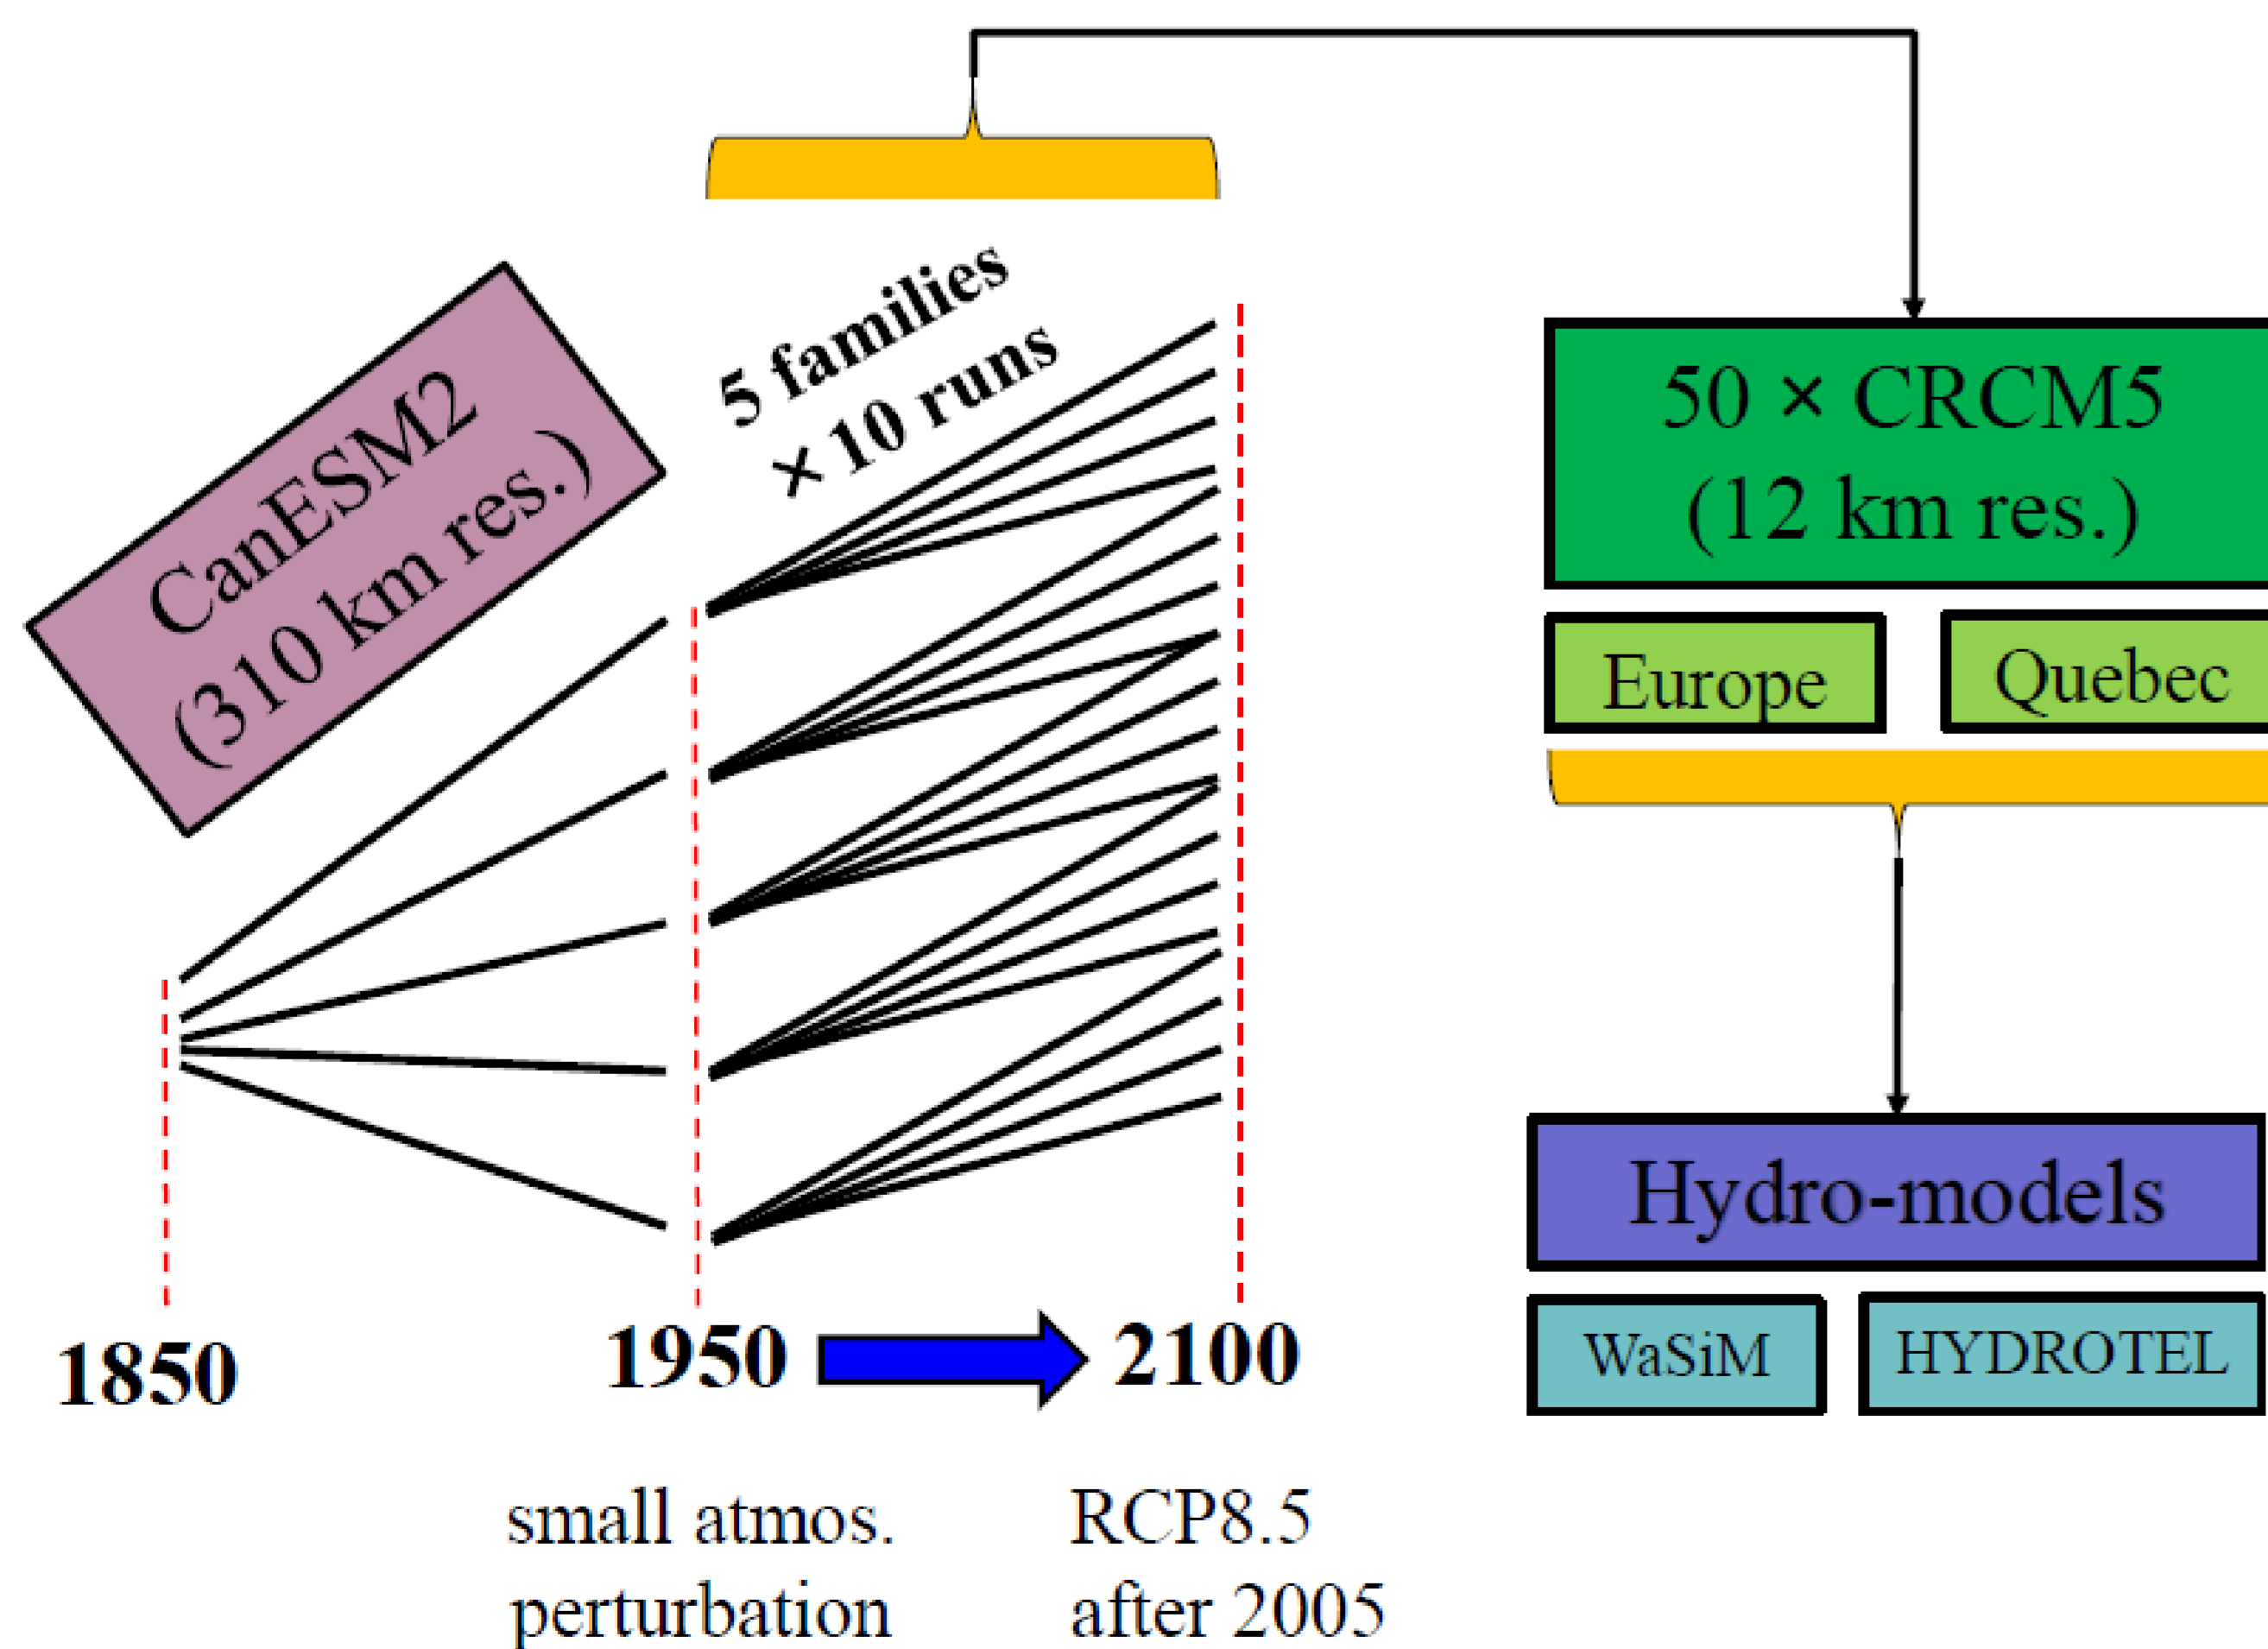 CanESM2
(310 km res.)
5 families
× 10 runs
1850
1950
2100
small atmos.
perturbation
RCP8.5
after 2005
50 × CRCM5
(12 km res.)
Europe
Quebec
Hydro-models
WaSiM
HYDROTEL